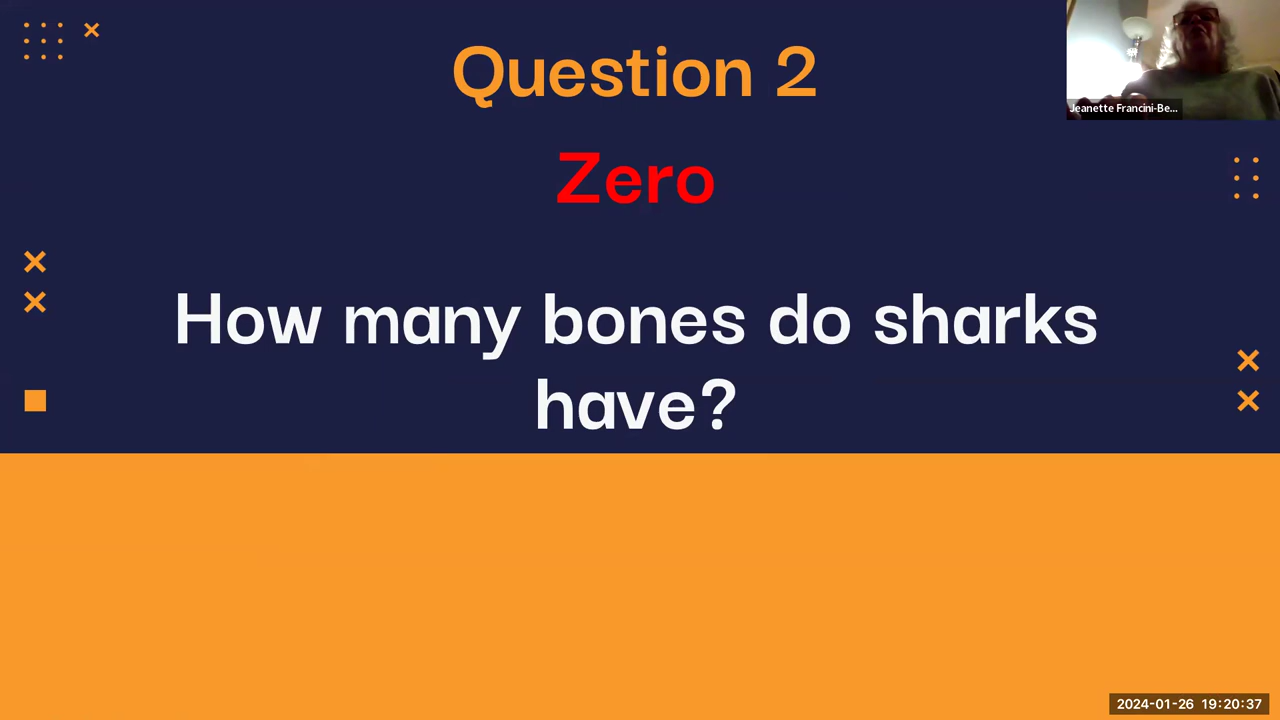 Question 2
Jeanette Francini-Be...
Zero
How many bones do sharks
have?
2024-01-26 19:20:37